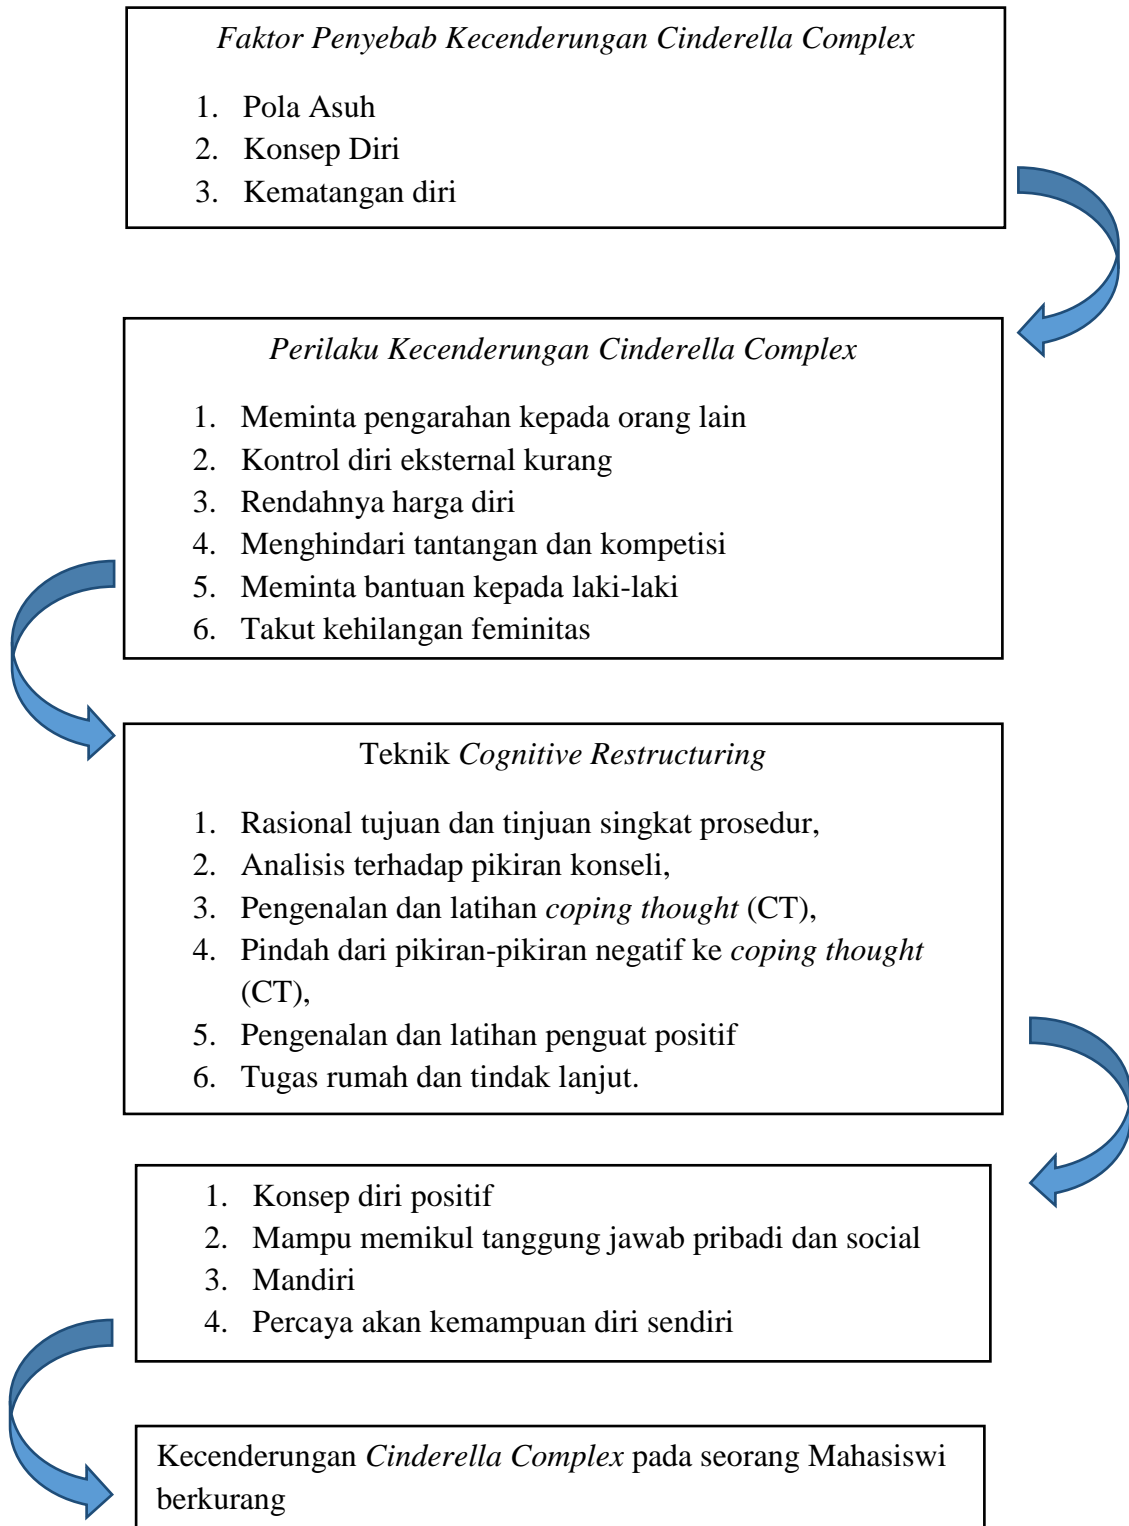 Faktor Penyebab Kecenderungan Cinderella Complex
1. Pola Asuh
2. Konsep Diri
3. Kematangan diri
Perilaku Kecenderungan Cinderella Complex
1. Meminta pengarahan kepada orang lain
2. Kontrol diri eksternal kurang
3. Rendahnya harga diri
4. Menghindari tantangan dan kompetisi
5. Meminta bantuan kepada laki-laki
6. Takut kehilangan feminitas
Teknik Cognitive Restructuring
1. Rasional tujuan dan tinjuan singkat prosedur,
2. Analisis terhadap pikiran konseli,
3. Pengenalan dan latihan coping thought (CT),
4. Pindah dari pikiran-pikiran negatif ke coping thought
(CT),
5. Pengenalan dan latihan penguat positif
6. Tugas rumah dan tindak lanjut.
1. Konsep diri positif
2. Mampu memikul tanggung jawab pribadi dan social
3. Mandiri
4. Percaya akan kemampuan diri sendiri
Kecenderungan Cinderella Complex pada seorang Mahasiswi
berkurang